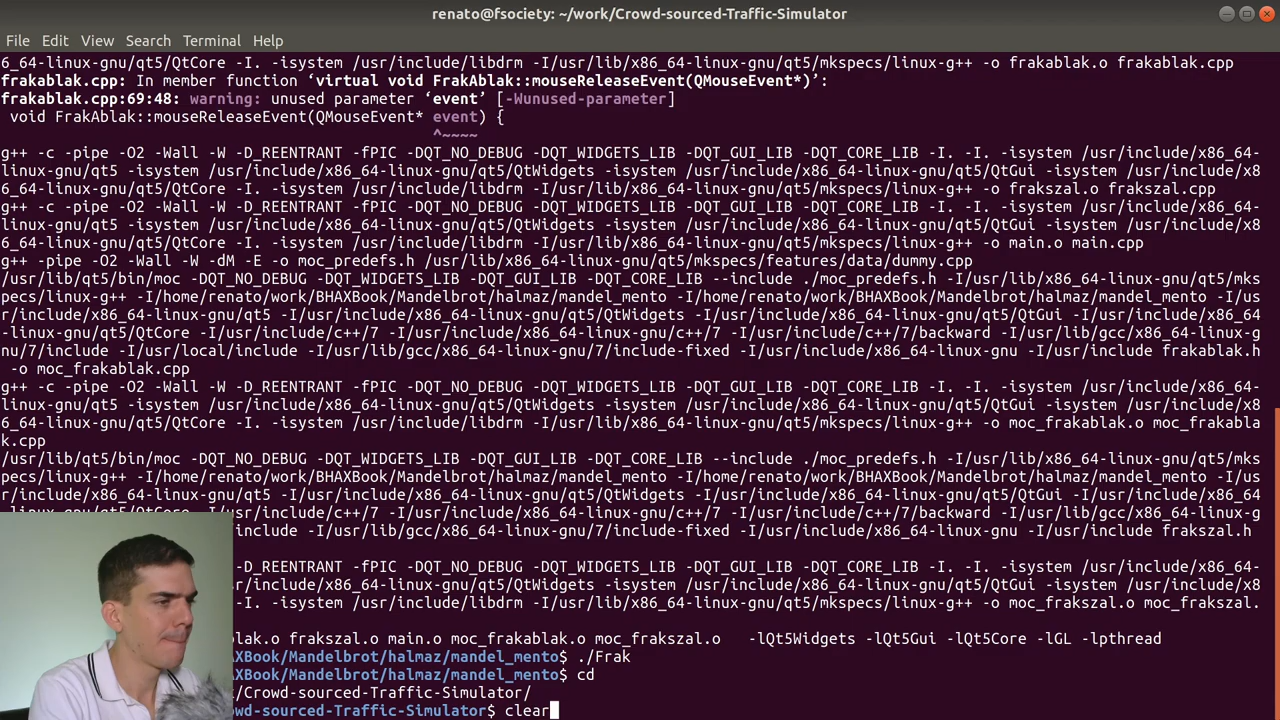 renato@fsociety: ~/work/Crowd-sourced-Traffic-Simulator
File Edit View Search Terminal Help
6_64-linux-gnu/qt5/QtCore -I. -isystem /usr/include/libdrm -I/usr/lib/x86_64-linux-gnu/qt5/mkspecs/linux-g++ -o frakablak.o frakablak.cpp
frakablak.cpp: In member function ‘virtual void FrakAblak::mouseReleaseEvent(QMouseEvent*)’:
frakablak.cpp:69:48: warning: unused parameter ‘event’ [-Wunused-parameter]
void FrakAblak::mouseReleaseEvent(QMouseEvent* event) {
^~~~~
g++ -c -pipe -O2 -Wall -W -D_REENTRANT -fPIC -DQT_NO_DEBUG -DQT_WIDGETS_LIB -DQT_GUI_LIB -DQT_CORE_LIB -I. -I. -isystem /usr/include/x86_64-
linux-gnu/qt5 -isystem /usr/include/x86_64-linux-gnu/qt5/QtWidgets -isystem /usr/include/x86_64-linux-gnu/qt5/QtGui -isystem /usr/include/x8
6_64-linux-gnu/qt5/QtCore -I. -isystem /usr/include/libdrm -I/usr/lib/x86_64-linux-gnu/qt5/mkspecs/linux-g++ -o frakszal.o frakszal.cpp
g++ -c -pipe -O2 -Wall -W -D_REENTRANT -fPIC -DQT_NO_DEBUG -DQT_WIDGETS_LIB -DQT_GUI_LIB -DQT_CORE_LIB -I. -I. -isystem /usr/include/x86_64-
linux-gnu/qt5 -isystem /usr/include/x86_64-linux-gnu/qt5/QtWidgets -isystem /usr/include/x86_64-linux-gnu/qt5/QtGui -isystem /usr/include/x8
6_64-linux-gnu/qt5/QtCore -I. -isystem /usr/include/libdrm -I/usr/lib/x86_64-linux-gnu/qt5/mkspecs/linux-g++ -o main.o main.cpp
g++ -pipe -O2 -Wall -W -dM -E -o moc_predefs.h /usr/lib/x86_64-linux-gnu/qt5/mkspecs/features/data/dummy.cpp
/usr/lib/qt5/bin/moc -DQT_NO_DEBUG -DQT_WIDGETS_LIB -DQT_GUI_LIB -DQT_CORE_LIB --include ./moc_predefs.h -I/usr/lib/x86_64-linux-gnu/qt5/mks
pecs/linux-g++ -I/home/renato/work/BHAXBook/Mandelbrot/halmaz/mandel_mento -I/home/renato/work/BHAXBook/Mandelbrot/halmaz/mandel_mento -I/us
r/include/x86_64-linux-gnu/qt5 -I/usr/include/x86_64-linux-gnu/qt5/QtWidgets -I/usr/include/x86_64-linux-gnu/qt5/QtGui -I/usr/include/x86_64
-linux-gnu/qt5/QtCore -I/usr/include/c++/7 -I/usr/include/x86_64-linux-gnu/c++/7 -I/usr/include/c++/7/backward -I/usr/lib/gcc/x86_64-linux-g
nu/7/include -I/usr/local/include -I/usr/lib/gcc/x86_64-linux-gnu/7/include-fixed -I/usr/include/x86_64-linux-gnu -I/usr/include frakablak.h
-o moc_frakablak.cpp
g++ -c -pipe -O2 -Wall -W -D_REENTRANT -fPIC -DQT_NO_DEBUG -DQT_WIDGETS_LIB -DQT_GUI_LIB -DQT_CORE_LIB -I. -I. -isystem /usr/include/x86_64-
linux-gnu/qt5 -isystem /usr/include/x86_64-linux-gnu/qt5/QtWidgets -isystem /usr/include/x86_64-linux-gnu/qt5/QtGui -isystem /usr/include/x8
6_64-linux-gnu/qt5/QtCore -I. -isystem /usr/include/libdrm -I/usr/lib/x86_64-linux-gnu/qt5/mkspecs/linux-g++ -o moc_frakablak.o moc_frakabla
k.cpp
/usr/lib/qt5/bin/moc -DQT_NO_DEBUG -DQT_WIDGETS_LIB -DQT_GUI_LIB -DQT_CORE_LIB --include ./moc_predefs.h -I/usr/lib/x86_64-linux-gnu/qt5/mks
pecs/linux-g++ -I/home/renato/work/BHAXBook/Mandelbrot/halmaz/mandel_mento -I/home/renato/work/BHAXBook/Mandelbrot/halmaz/mandel_mento -I/us
r/include/x86_64-linux-gnu/qt5 -I/usr/include/x86_64-linux-gnu/qt5/QtWidgets -I/usr/include/x86_64-linux-gnu/qt5/QtGui -I/usr/include/x86_64
-linux-gnu/qt5/QtCore -I/usr/include/c++/7 -I/usr/include/x86_64-linux-gnu/c++/7 -I/usr/include/c++/7/backward -I/usr/lib/gcc/x86_64-linux-g
r/lib/gcc/x86_64-linux-gnu/7/include-fixed -I/usr/include/x86_64-linux-gnu -I/usr/include frakszal.h
-D_REENTRANT -fPIC -DQT_NO_DEBUG -DQT_WIDGETS_LIB -DQT_GUI_LIB -DQT_CORE_LIB -I. -I. -isystem /usr/include/x86_64-
r/include/x86_64-linux-gnu/qt5/QtWidgets -isystem /usr/include/x86_64-linux-gnu/qt5/QtGui -isystem /usr/include/x8
-I. -isystem /usr/include/libdrm -I/usr/lib/x86_64-linux-gnu/qt5/mkspecs/linux-g++ -o moc_frakszal.o moc_frakszal.
blak.o frakszal.o main.o moc_frakablak.o moc_frakszal.o -lQt5Widgets -lQt5Gui -lQt5Core -lGL -lpthread
AXBook/Mandelbrot/halmaz/mandel_mento$ ./Frak
AXBook/Mandelbrot/halmaz/mandel_mento$ cd
/Crowd-sourced-Traffic-Simulator/
owd-sourced-Traffic-Simulator$ clear